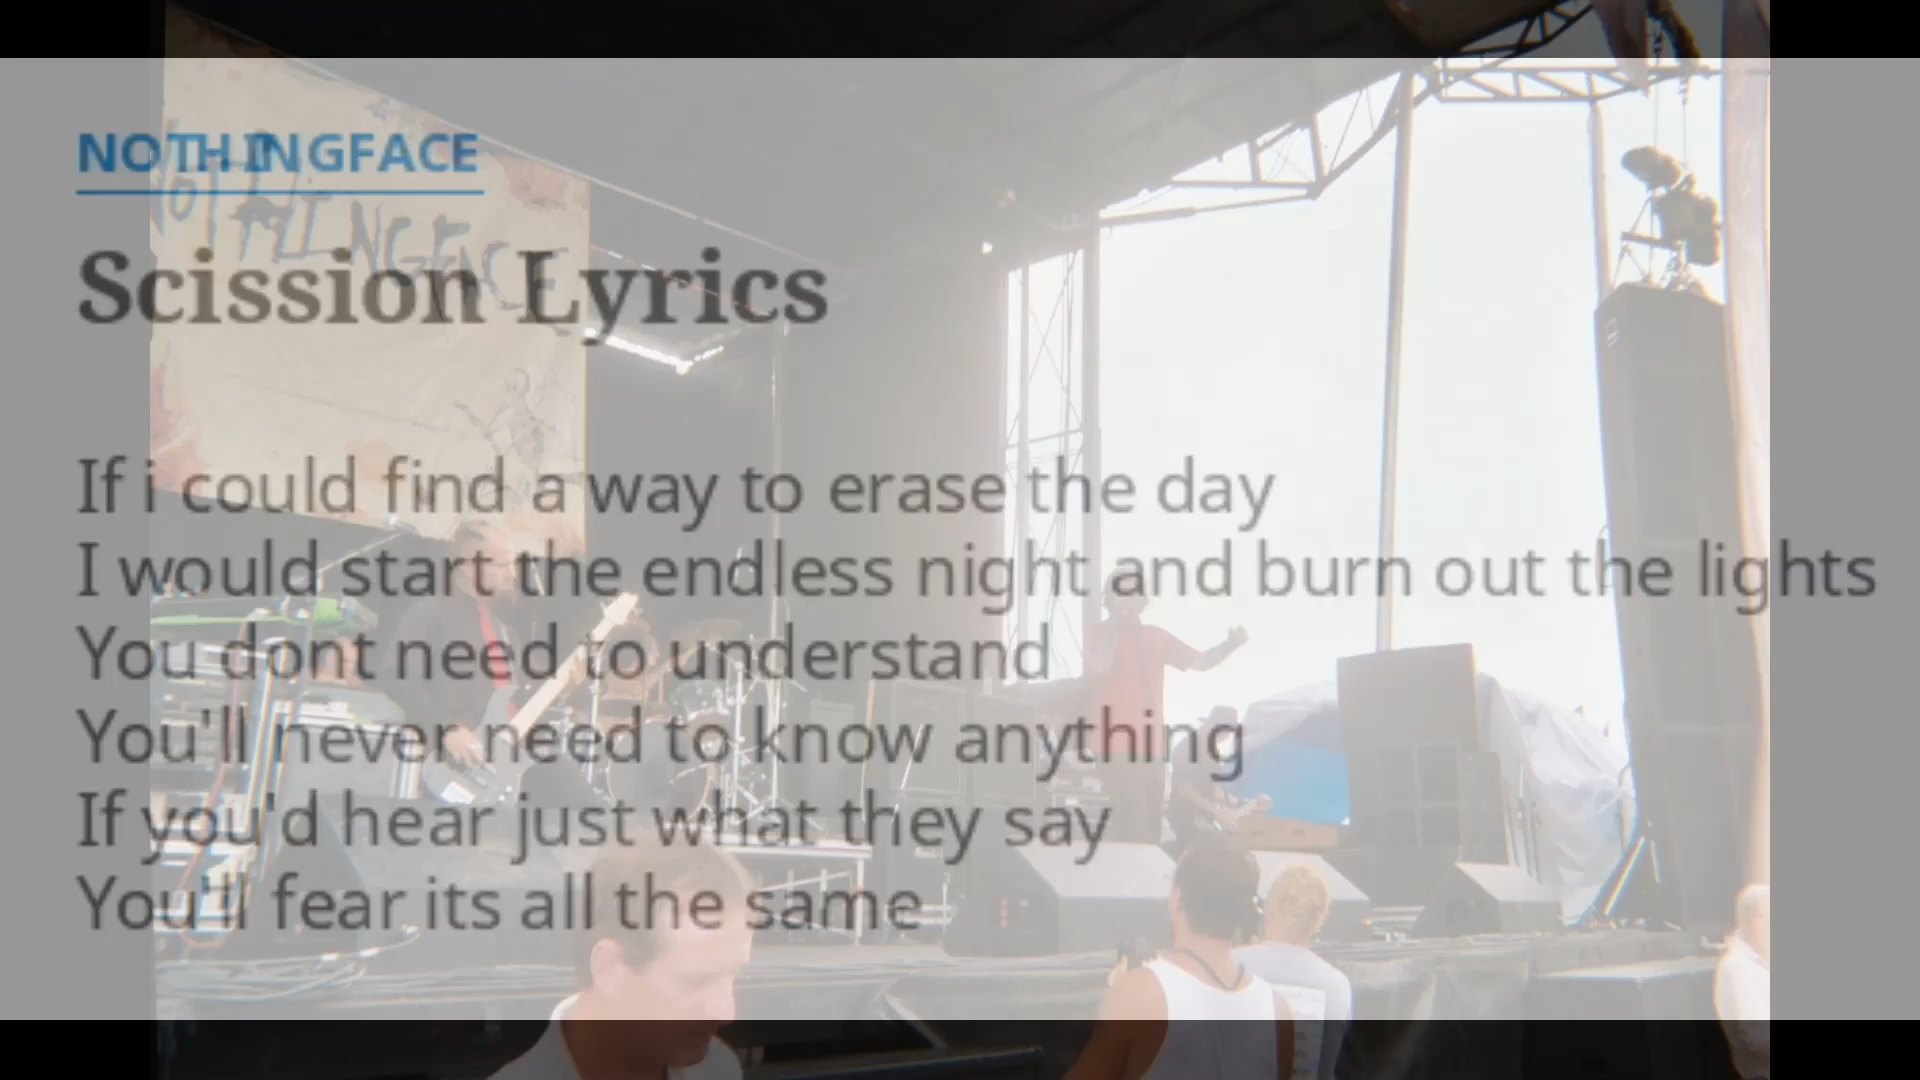 NOTHINGFACE
NOTHINGFACE
Scission Lyrics
If i could find a way to erase the day
I would start the endless night and burn out the lights
You dont need to understand
You'll never need to know anything
If you'd hear just what they say
You'll fear its all the same